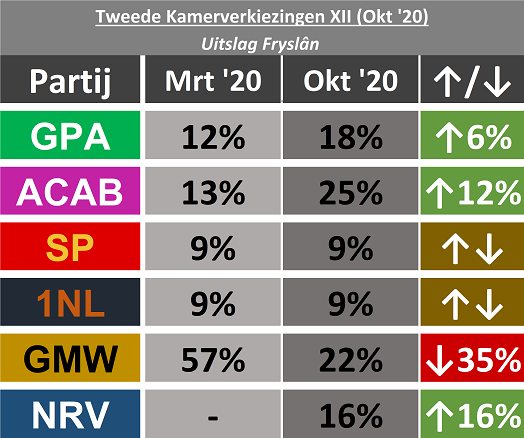 Tweede Kamerverkiezingen XII (Okt '20)
Uitslag Fryslân
Partij Mrt '20 Okt '20 ↑/↓
GPA 12% 18% ↑6%
ACAB 13% 25% ↑12%
SP 9% 9% ↑↓
1NL 9% 9% ↑↓
GMW 57% 22% ↓35%
NRV - 16% ↑16%